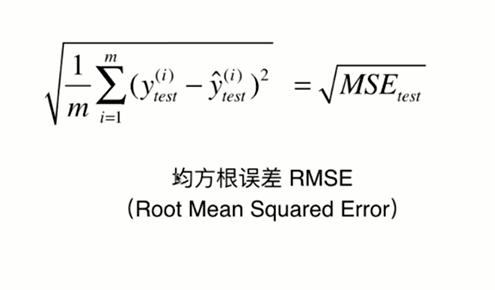 √(1/m ∑_{i=1}^{m} (y_{test}^{(i)} − ŷ_{test}^{(i)})²) = √MSE_{test}
均方根误差 RMSE
（Root Mean Squared Error）